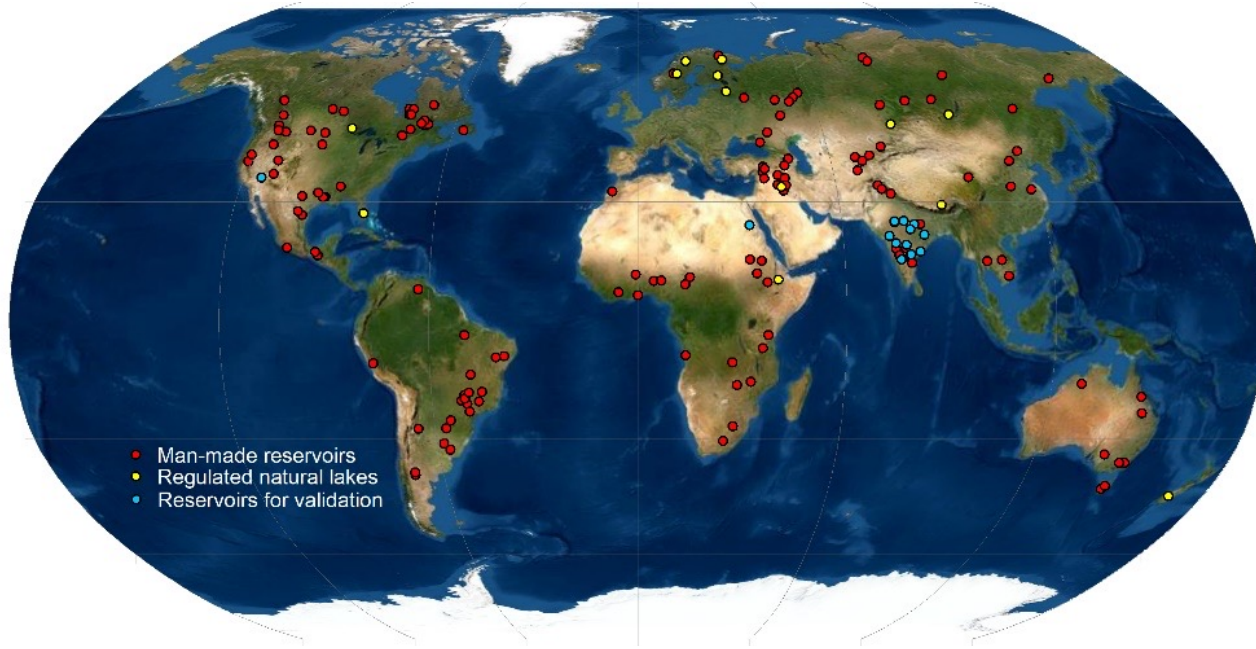 Man-made reservoirs
Regulated natural lakes
Reservoirs for validation